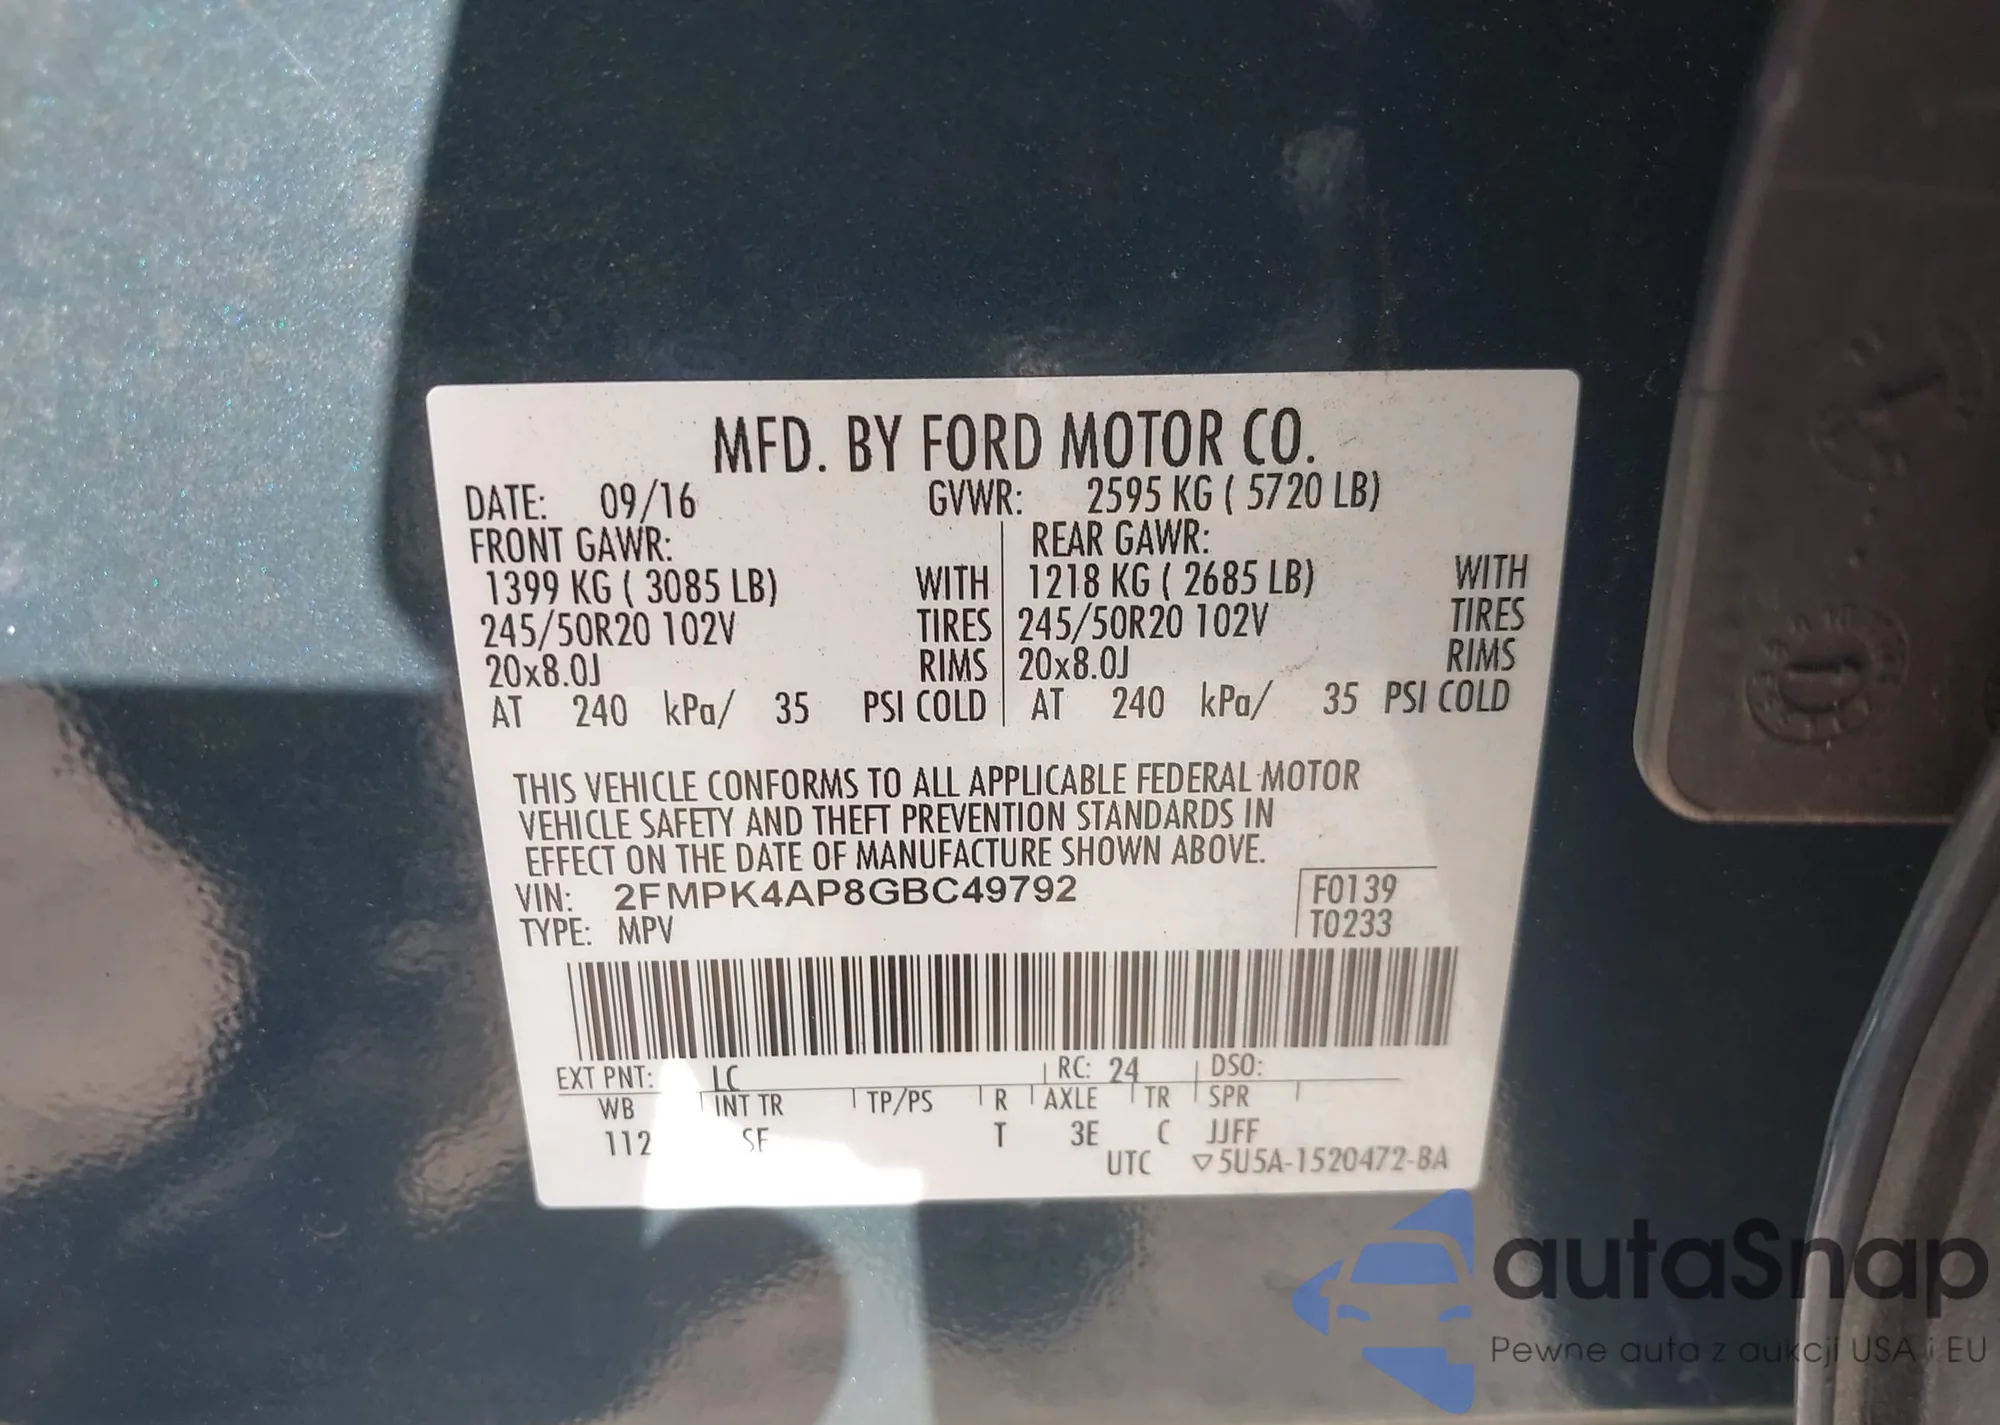 MFD. BY FORD MOTOR CO.
DATE: 09/16 GVWR: 2595 KG ( 5720 LB)
FRONT GAWR: REAR GAWR:
1399 KG ( 3085 LB) WITH 1218 KG ( 2685 LB) WITH
245/50R20 102V TIRES 245/50R20 102V TIRES
20x8.0J RIMS 20x8.0J RIMS
AT 240 kPa/ 35 PSI COLD AT 240 kPa/ 35 PSI COLD
THIS VEHICLE CONFORMS TO ALL APPLICABLE FEDERAL MOTOR
VEHICLE SAFETY AND THEFT PREVENTION STANDARDS IN
EFFECT ON THE DATE OF MANUFACTURE SHOWN ABOVE.
VIN: 2FMPK4AP8GBC49792 F0139
TYPE: MPV T0233
EXT PNT: LC RC: 24 DSO:
WB INT TR TP/PS R AXLE TR SPR
112 SF T 3E C JJFF
UTC ▽5U5A-1520472-BA
autaSnap
Pewne auta z aukcji USA i EU